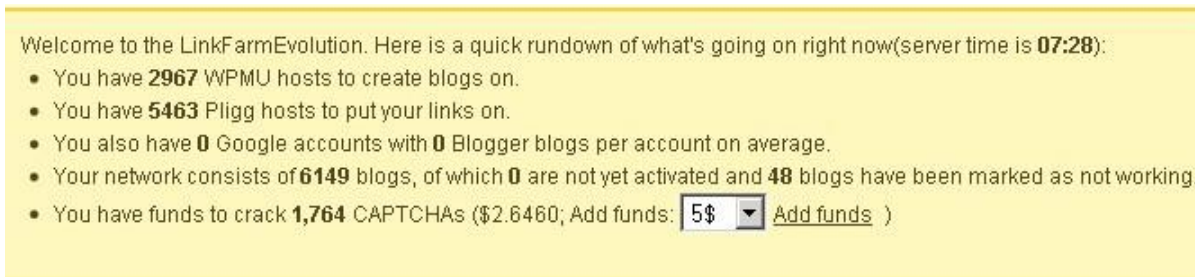 Welcome to the LinkFarmEvolution. Here is a quick rundown of what's going on right now(server time is 07:28):
• You have 2967 WPMU hosts to create blogs on.
• You have 5463 Pligg hosts to put your links on.
• You also have 0 Google accounts with 0 Blogger blogs per account on average.
• Your network consists of 6149 blogs, of which 0 are not yet activated and 48 blogs have been marked as not working
• You have funds to crack 1,764 CAPTCHAs ($2.6460; Add funds: 5$ Add funds )